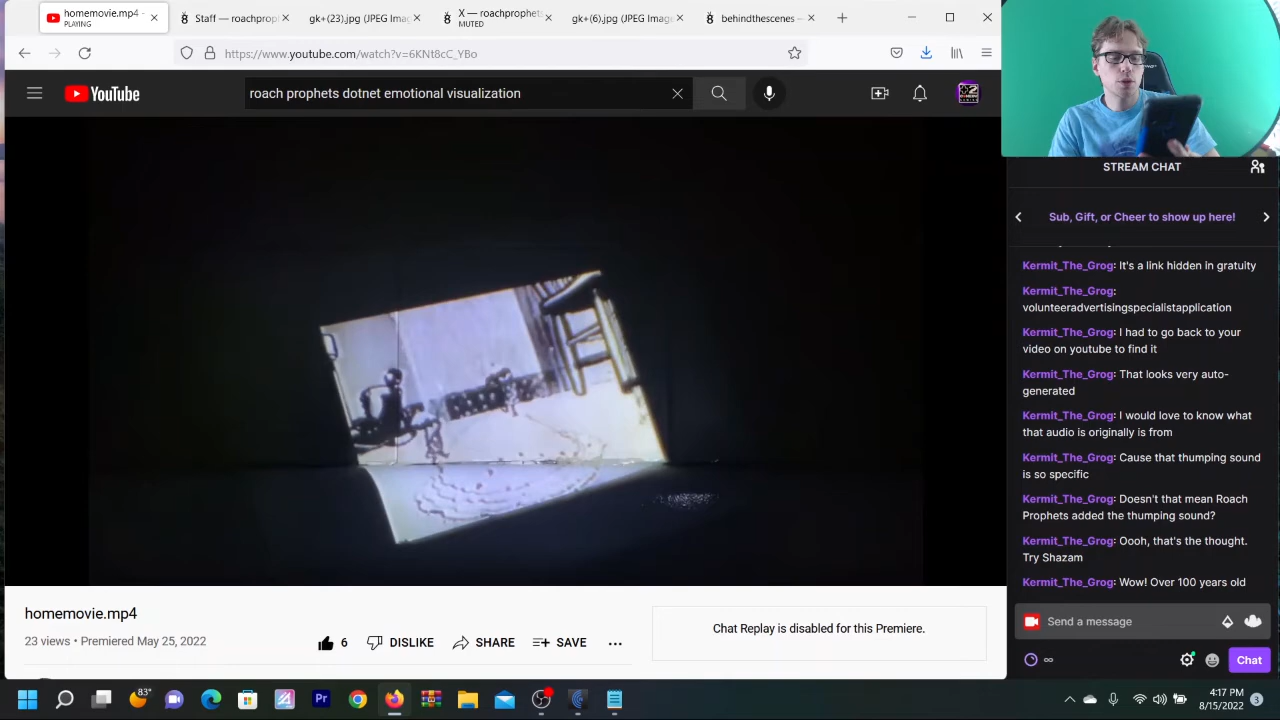 homemovie.mp4 -
PLAYING
Staff — roachprop
gk+(23).jpg (JPEG Imag
X — roachprophets.
MUTED
gk+(6).jpg (JPEG Image
behindthescenes —
https://www.youtube.com/watch?v=6KNt8cC_YBo
YouTube
roach prophets dotnet emotional visualization
STREAM CHAT
Sub, Gift, or Cheer to show up here!
Kermit_The_Grog: It's a link hidden in gratuity
Kermit_The_Grog:
volunteeradvertisingspecialistapplication
Kermit_The_Grog: I had to go back to your
video on youtube to find it
Kermit_The_Grog: That looks very auto-
generated
Kermit_The_Grog: I would love to know what
that audio is originally is from
Kermit_The_Grog: Cause that thumping sound
is so specific
Kermit_The_Grog: Doesn't that mean Roach
Prophets added the thumping sound?
Kermit_The_Grog: Oooh, that's the thought.
Try Shazam
Kermit_The_Grog: Wow! Over 100 years old
Send a message
Chat
homemovie.mp4
23 views • Premiered May 25, 2022
6
DISLIKE
SHARE
SAVE
Chat Replay is disabled for this Premiere.
83°
Pr
4:17 PM
8/15/2022
3